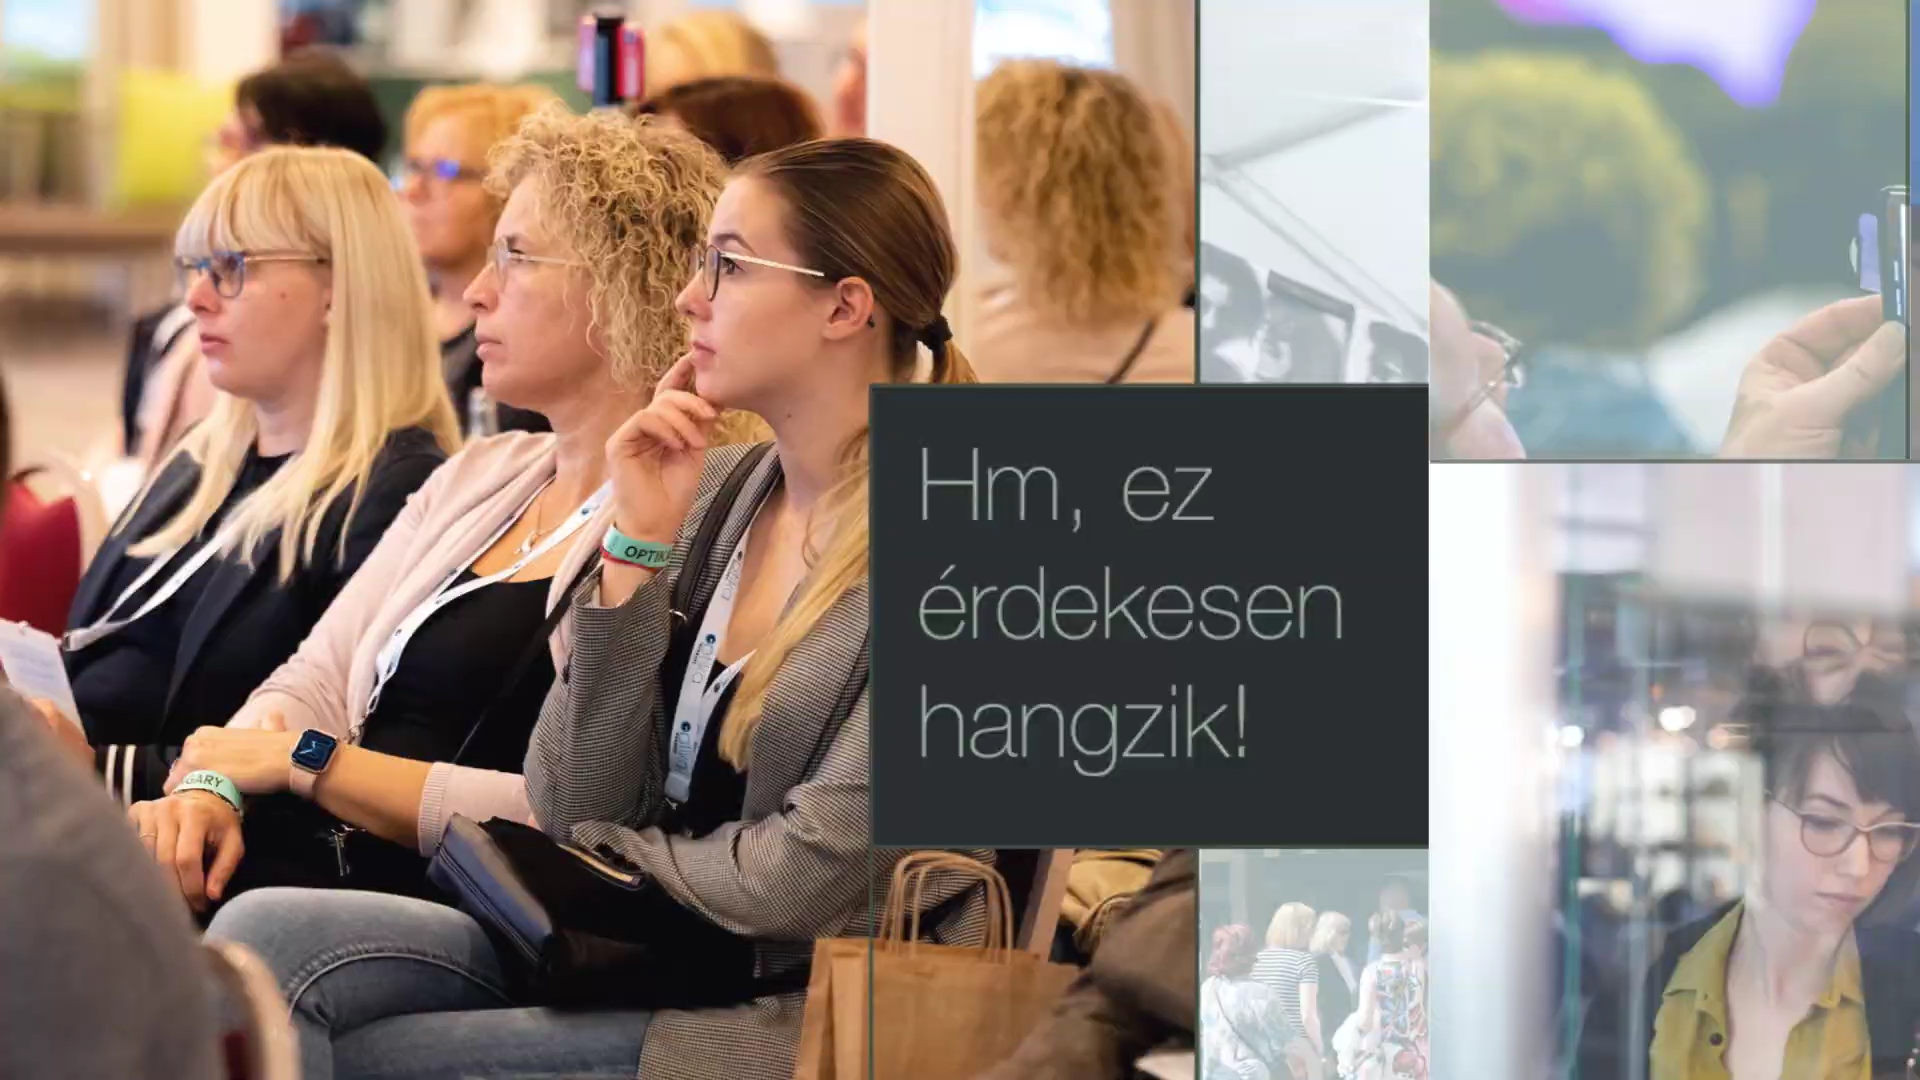 Hm, ez
érdekesen
hangzik!
OPTIK
GARY